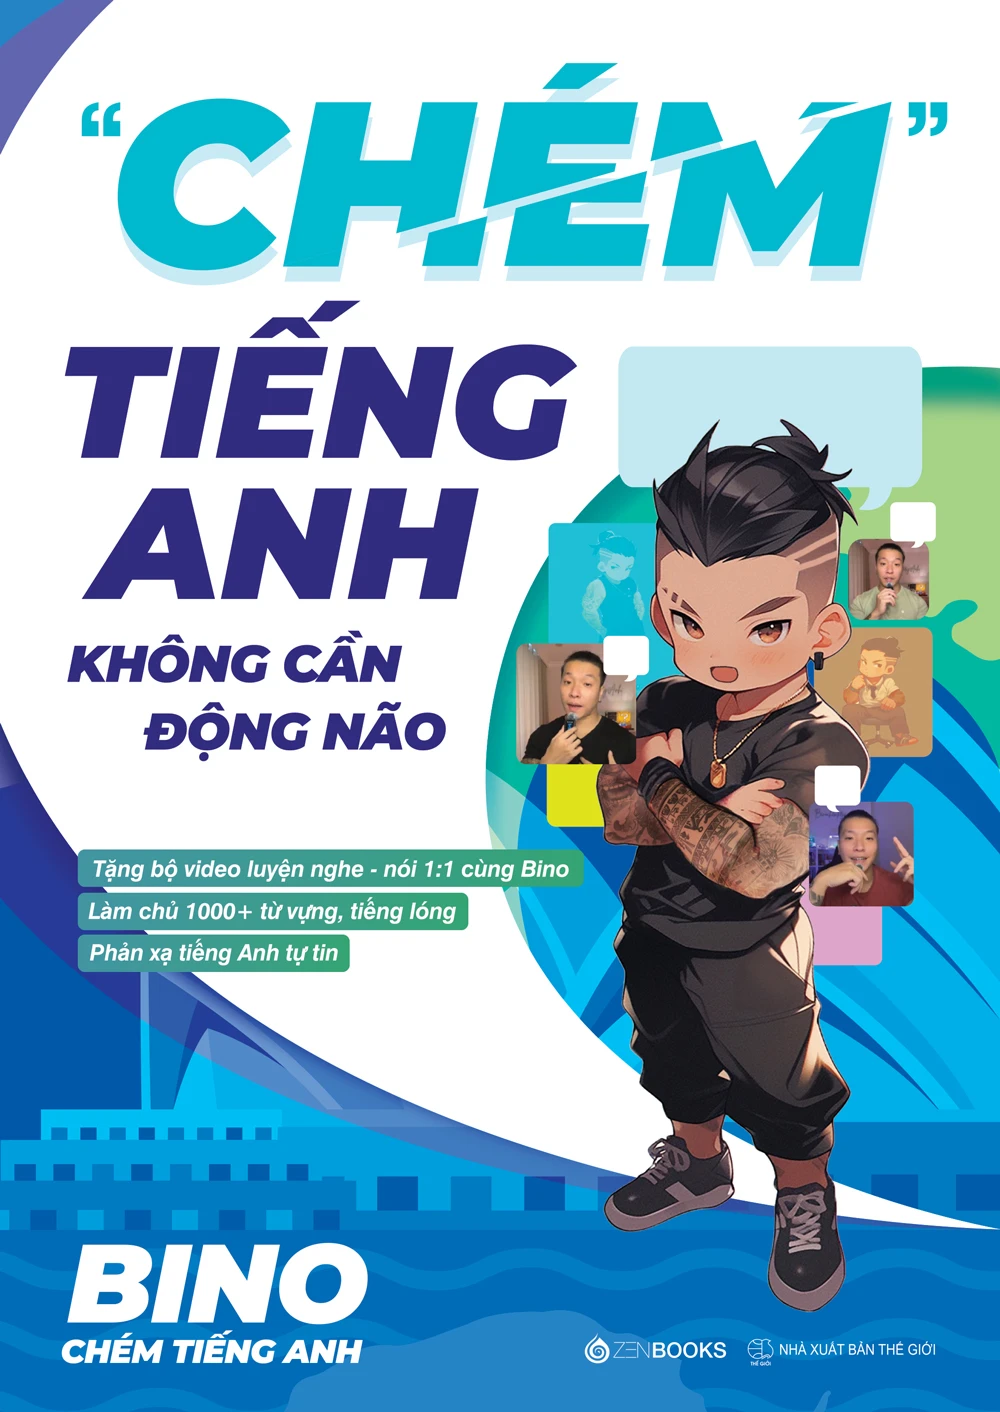 “CHÉM”
TIẾNG
ANH
KHÔNG CẦN
ĐỘNG NÃO
Tặng bộ video luyện nghe - nói 1:1 cùng Bino
Làm chủ 1000+ từ vựng, tiếng lóng
Phản xạ tiếng Anh tự tin
BINO
CHÉM TIẾNG ANH
ZENBOOKS
THẾ GIỚI
NHÀ XUẤT BẢN THẾ GIỚI